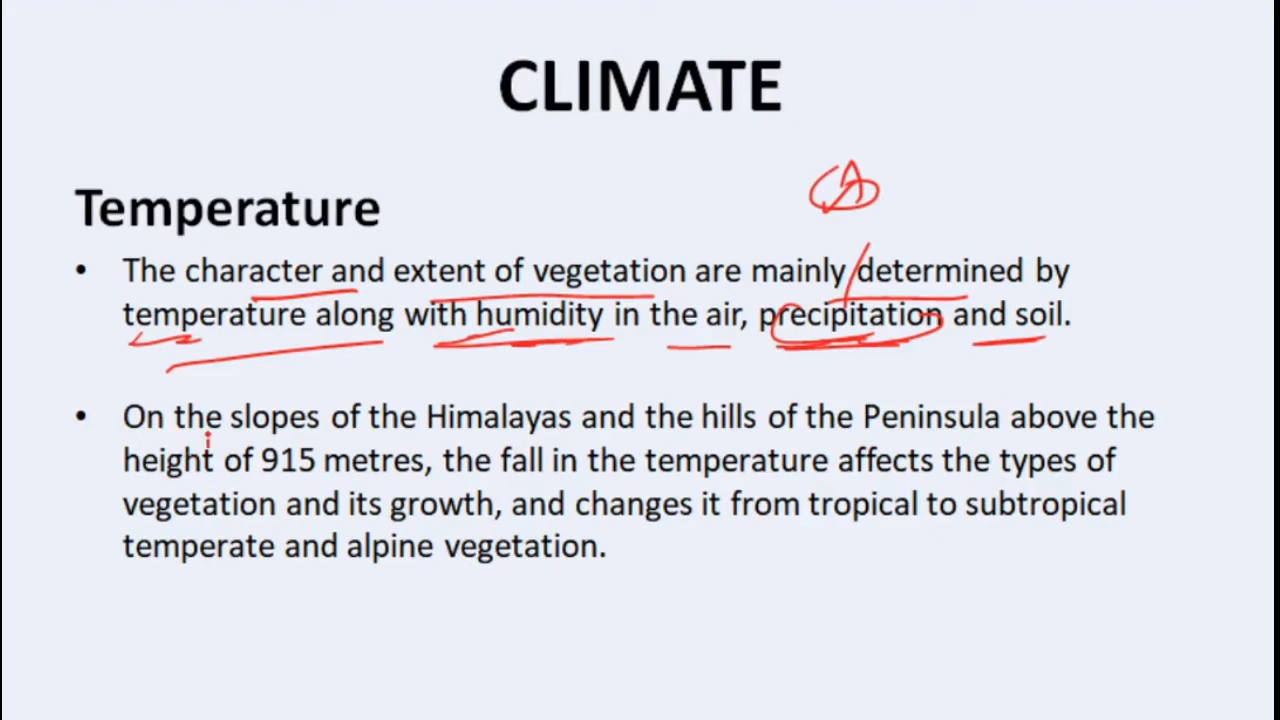 CLIMATE
Temperature
• The character and extent of vegetation are mainly determined by
temperature along with humidity in the air, precipitation and soil.
• On the slopes of the Himalayas and the hills of the Peninsula above the
height of 915 metres, the fall in the temperature affects the types of
vegetation and its growth, and changes it from tropical to subtropical
temperate and alpine vegetation.